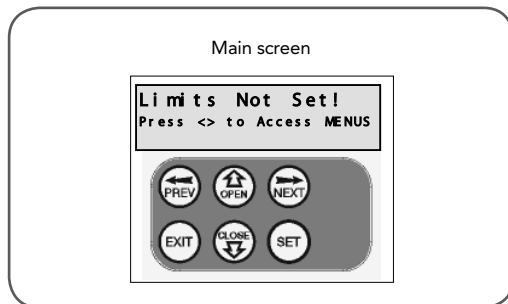 Main screen
Limits Not Set!
Press <> to Access MENUS
PREV OPEN NEXT
EXIT CLOSE SET